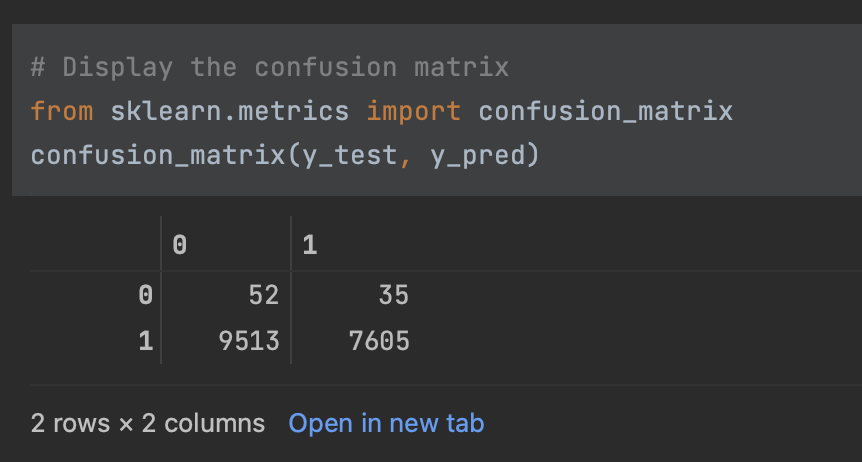 # Display the confusion matrix
from sklearn.metrics import confusion_matrix
confusion_matrix(y_test, y_pred)
0 1
0 52 35
1 9513 7605
2 rows × 2 columns Open in new tab